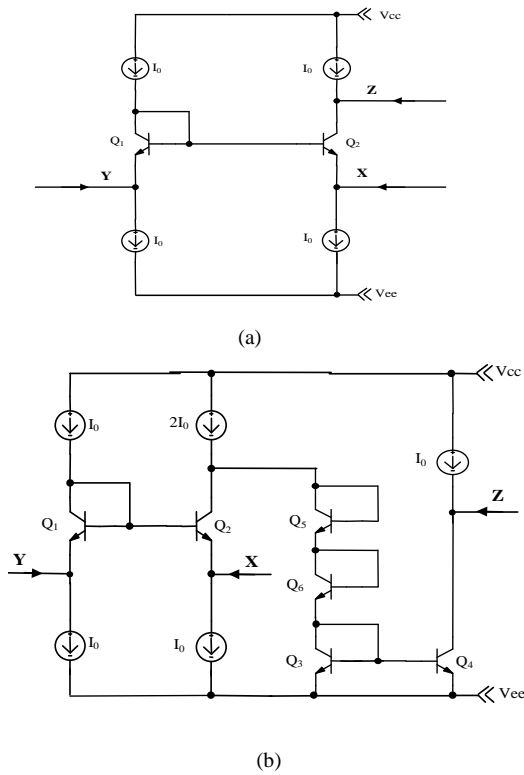 Vcc
I₀ I₀
Z
Q₁ Q₂
Y X
I₀ I₀
Vee
(a)
Vcc
I₀ 2I₀
I₀
Z
Q₁ Q₂ Q₅
Y X
Q₆
I₀ I₀
Q₃ Q₄
Vee
(b)